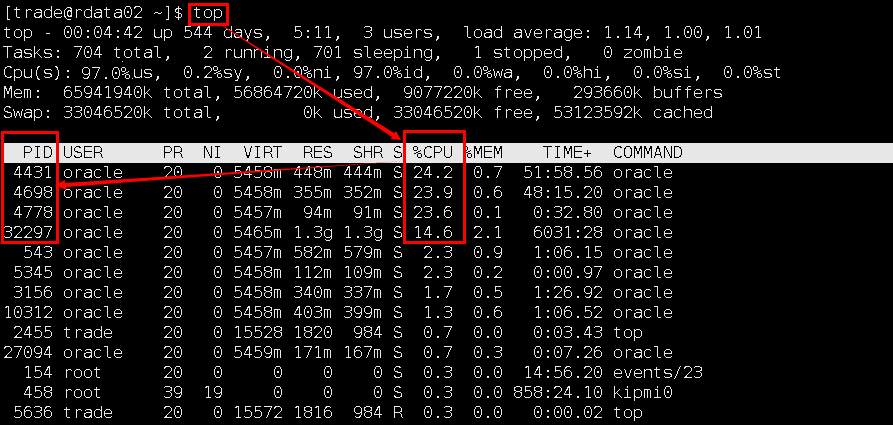 [trade@rdata02 ~]$ top
top - 00:04:42 up 544 days,  5:11,  3 users,  load average: 1.14, 1.00, 1.01
Tasks: 704 total,   2 running, 701 sleeping,   1 stopped,   0 zombie
Cpu(s): 97.0%us,  0.2%sy,  0.0%ni, 97.0%id,  0.0%wa,  0.0%hi,  0.0%si,  0.0%st
Mem:  65941940k total, 56864720k used,  9077220k free,   293660k buffers
Swap: 33046520k total,        0k used, 33046520k free, 53123592k cached
PID USER      PR  NI  VIRT  RES  SHR S %CPU %MEM    TIME+  COMMAND
4431 oracle    20   0 5458m 448m 444m S 24.2  0.7  51:58.56 oracle
4698 oracle    20   0 5458m 355m 352m S 23.9  0.6  48:15.20 oracle
4778 oracle    20   0 5457m  94m  91m S 23.6  0.1   0:32.80 oracle
32297 oracle    20   0 5465m 1.3g 1.3g S 14.6  2.1   6031:28 oracle
543 oracle    20   0 5457m 582m 579m S  2.3  0.9   1:06.15 oracle
5345 oracle    20   0 5458m 112m 109m S  2.3  0.2   0:00.97 oracle
3156 oracle    20   0 5458m 340m 337m S  1.7  0.5   1:26.92 oracle
10312 oracle    20   0 5458m 403m 399m S  1.3  0.6   1:06.52 oracle
2455 trade     20   0 15528 1820  984 S  0.7  0.0   0:03.43 top
27094 oracle    20   0 5459m 171m 167m S  0.7  0.3   0:07.26 oracle
154 root      20   0     0    0    0 S  0.3  0.0  14:56.20 events/23
458 root      39  19     0    0    0 S  0.3  0.0 858:24.10 kipmi0
5636 trade     20   0 15572 1816  984 R  0.3  0.0   0:00.02 top